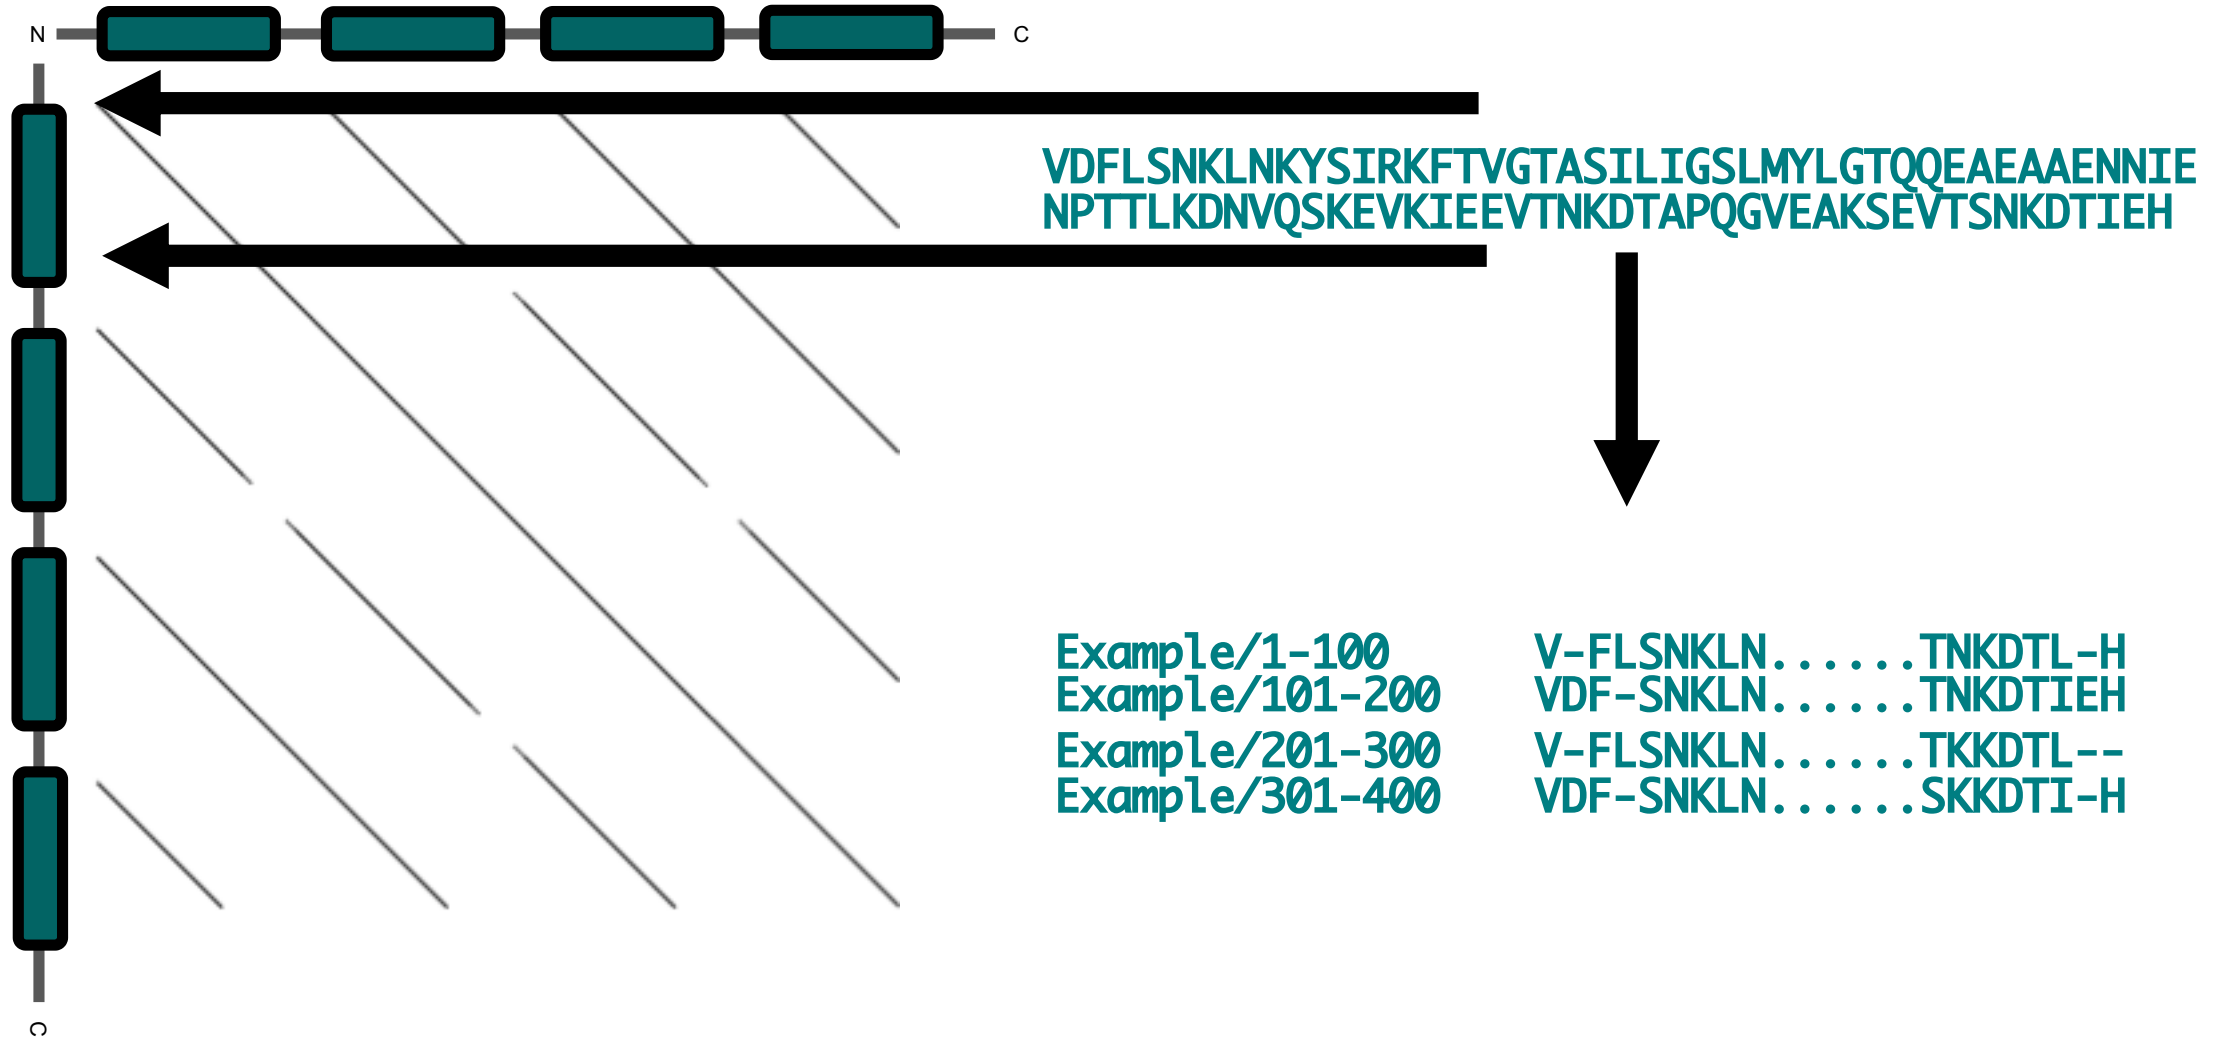 N
C
VDFLSNKLNKYSIRKFTVGTASILIGSLMYLGTQQEAEAAENNIE
NPTTLKDNVQSKEVKIEEVTNKDTAPQGVEAKSEVTSNKDTIEH
Example/1-100 V-FLSNKLN......TNKDTL-H
Example/101-200 VDF-SNKLN......TNKDTIEH
Example/201-300 V-FLSNKLN......TKKDTL--
Example/301-400 VDF-SNKLN......SKKDTI-H
C